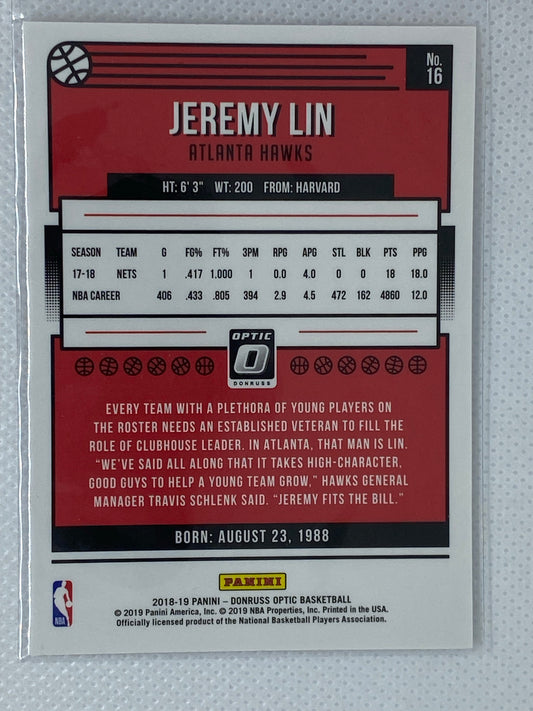 No.
16
JEREMY LIN
ATLANTA HAWKS
HT: 6' 3" WT: 200 FROM: HARVARD
SEASON TEAM G FG% FT% 3PM RPG APG STL BLK PTS PPG
17-18 NETS 1 .417 1.000 1 0.0 4.0 0 0 18 18.0
NBA CAREER 406 .433 .805 394 2.9 4.5 472 162 4860 12.0
OPTIC
DONRUSS
EVERY TEAM WITH A PLETHORA OF YOUNG PLAYERS ON
THE ROSTER NEEDS AN ESTABLISHED VETERAN TO FILL THE
ROLE OF CLUBHOUSE LEADER. IN ATLANTA, THAT MAN IS LIN.
“WE’VE SAID ALL ALONG THAT IT TAKES HIGH-CHARACTER,
GOOD GUYS TO HELP A YOUNG TEAM GROW,” HAWKS GENERAL
MANAGER TRAVIS SCHLENK SAID. “JEREMY FITS THE BILL.”
BORN: AUGUST 23, 1988
PANINI
2018-19 PANINI – DONRUSS OPTIC BASKETBALL
© 2019 Panini America, Inc. © 2019 NBA Properties, Inc. Printed in the USA.
Officially licensed product of the National Basketball Players Association.
NBA